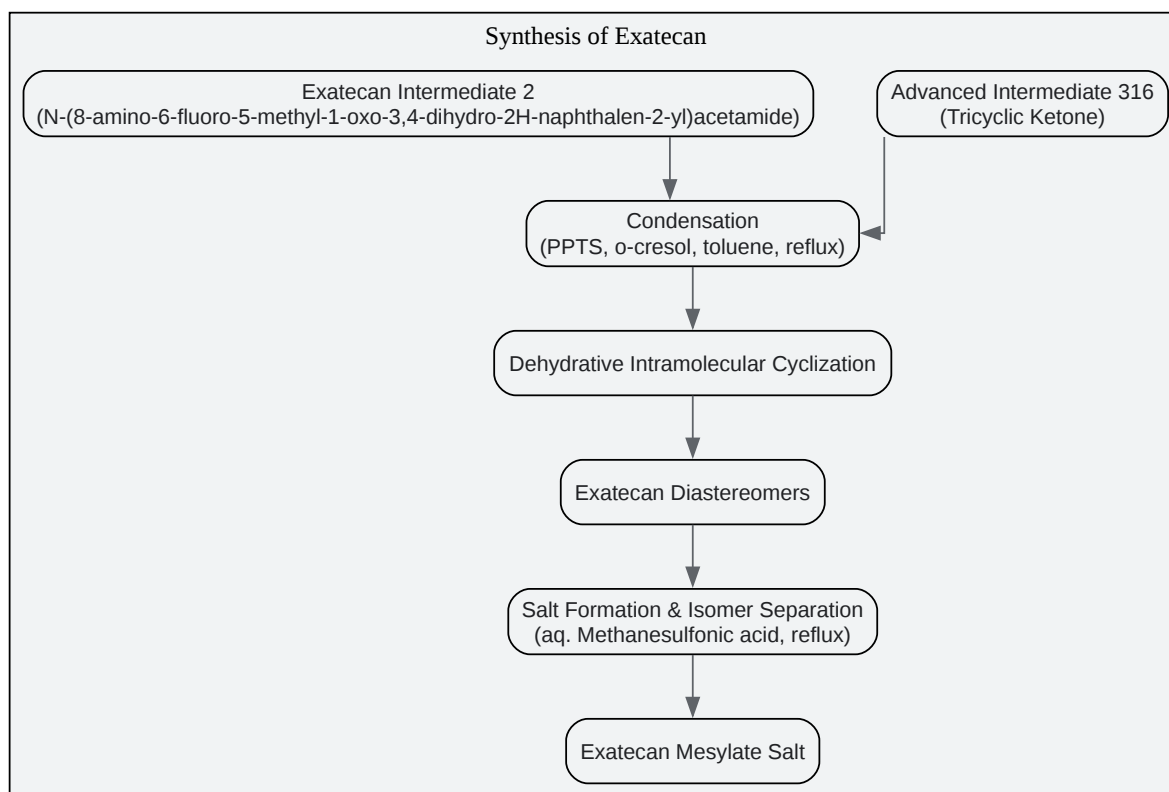 Synthesis of Exatecan
Exatecan Intermediate 2
(N-(8-amino-6-fluoro-5-methyl-1-oxo-3,4-dihydro-2H-naphthalen-2-yl)acetamide)
Advanced Intermediate 316
(Tricyclic Ketone)
Condensation
(PPTS, o-cresol, toluene, reflux)
Dehydrative Intramolecular Cyclization
Exatecan Diastereomers
Salt Formation & Isomer Separation
(aq. Methanesulfonic acid, reflux)
Exatecan Mesylate Salt